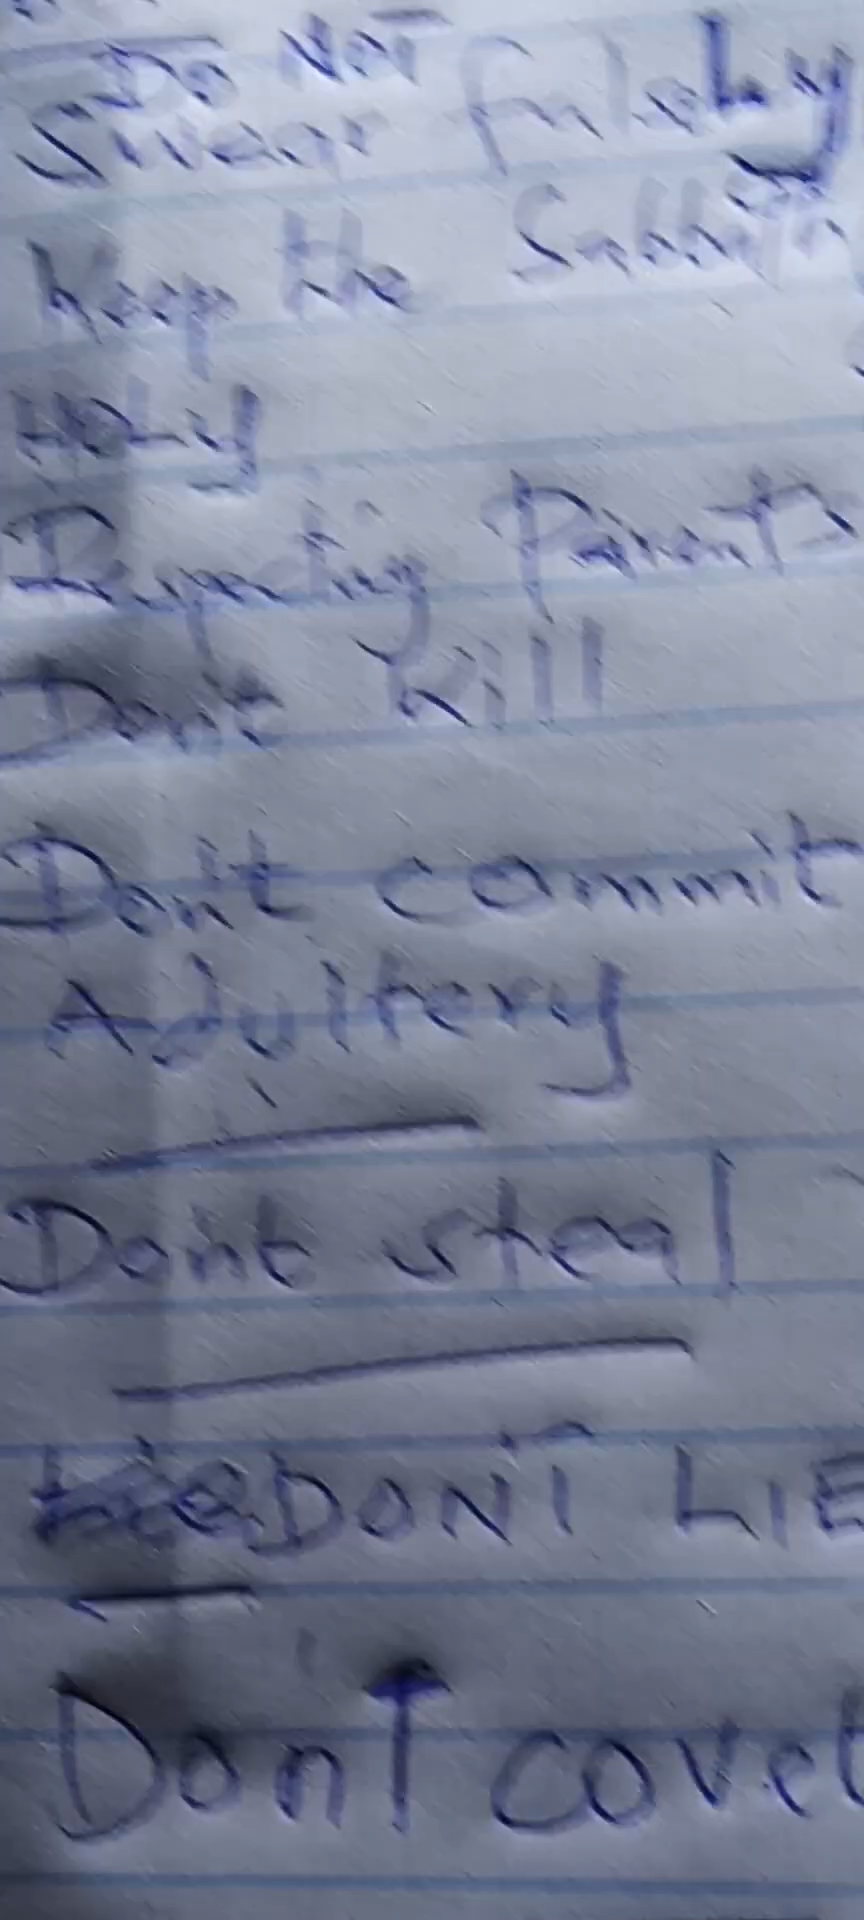 Do NOT
Swear falsely
Keep the Sabbath
HOLY
Respecting Parents
Don't Kill
Don't commit
Adultery
Don't steal
DONT LIE
Don't covet